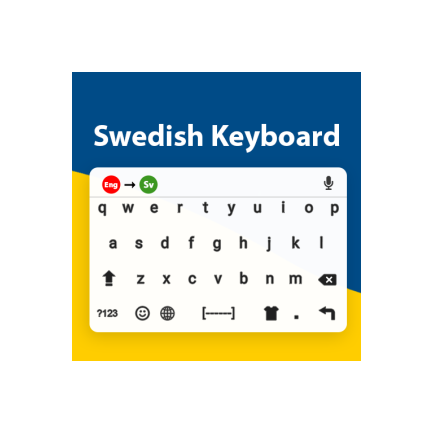 Swedish Keyboard
Eng → Sv
q w e r t y u i o p
a s d f g h j k l
z x c v b n m
?123 [------] .